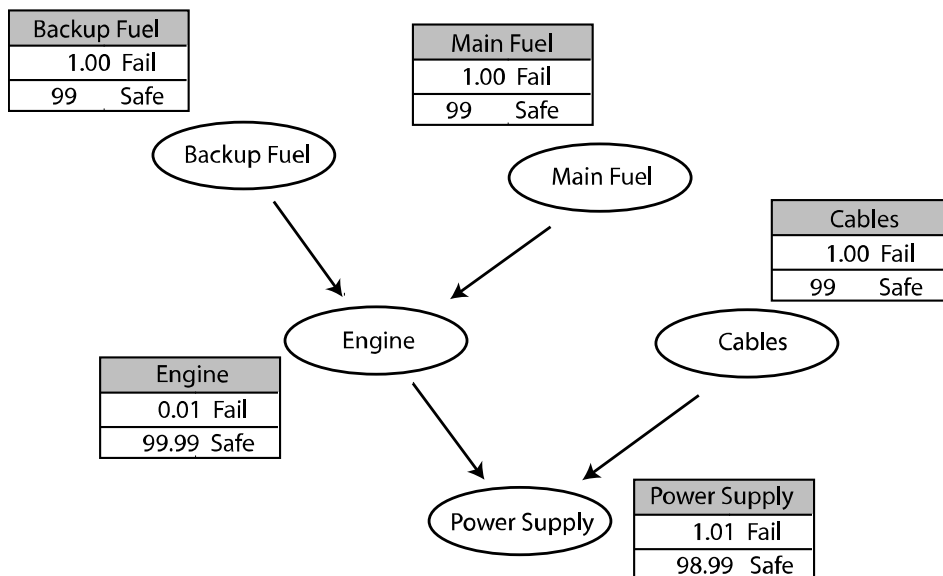 Backup Fuel
1.00 Fail
99 Safe
Main Fuel
1.00 Fail
99 Safe
Backup Fuel
Main Fuel
Cables
1.00 Fail
99 Safe
Engine
Cables
Engine
0.01 Fail
99.99 Safe
Power Supply
Power Supply
1.01 Fail
98.99 Safe